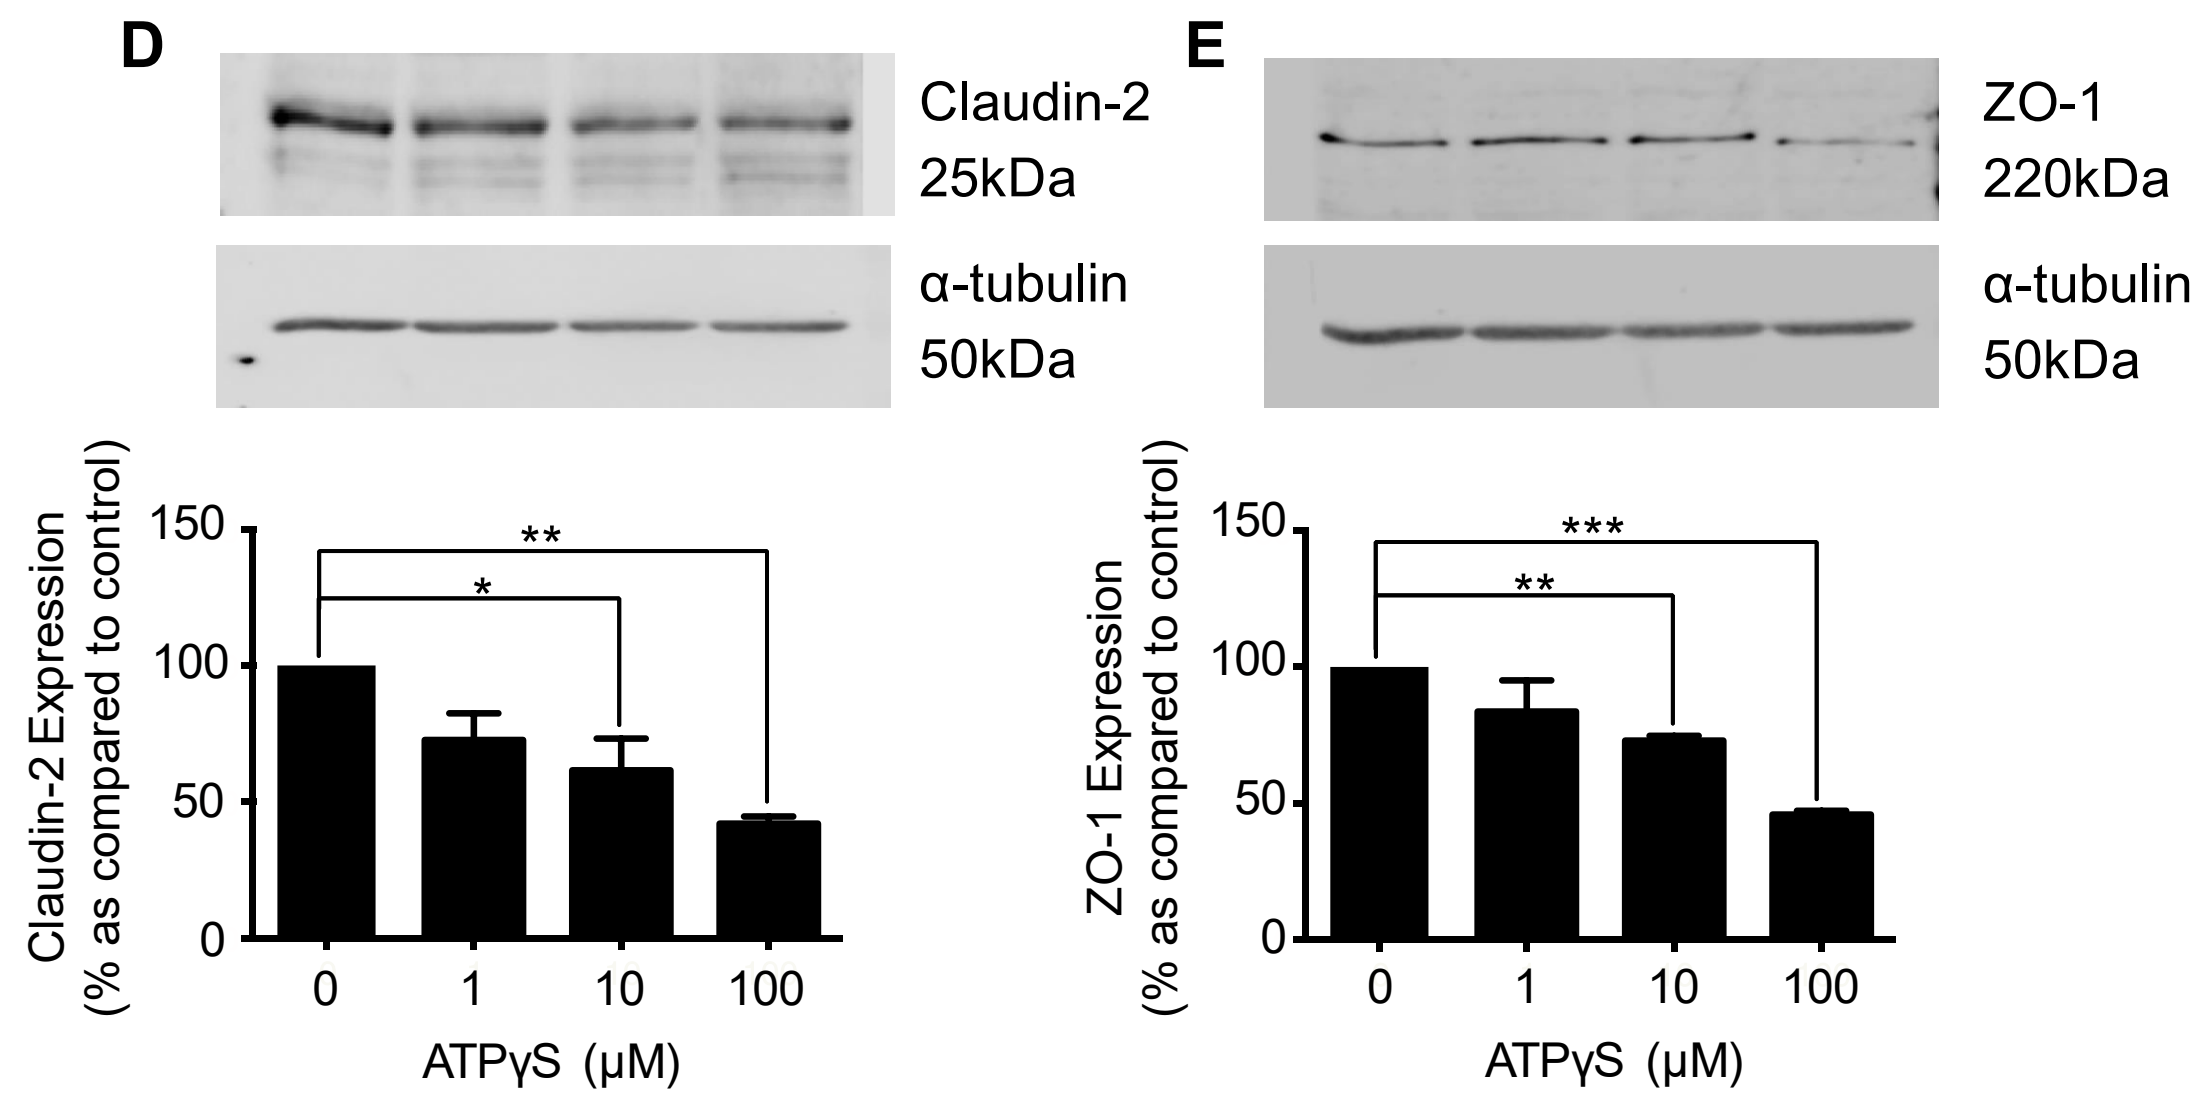 D
Claudin-2
25kDa
α-tubulin
50kDa
Claudin-2 Expression
(% as compared to control)
150
100
50
0
**
*
0 1 10 100
ATPγS (μM)
E
ZO-1
220kDa
α-tubulin
50kDa
ZO-1 Expression
(% as compared to control)
150
100
50
0
***
**
0 1 10 100
ATPγS (μM)